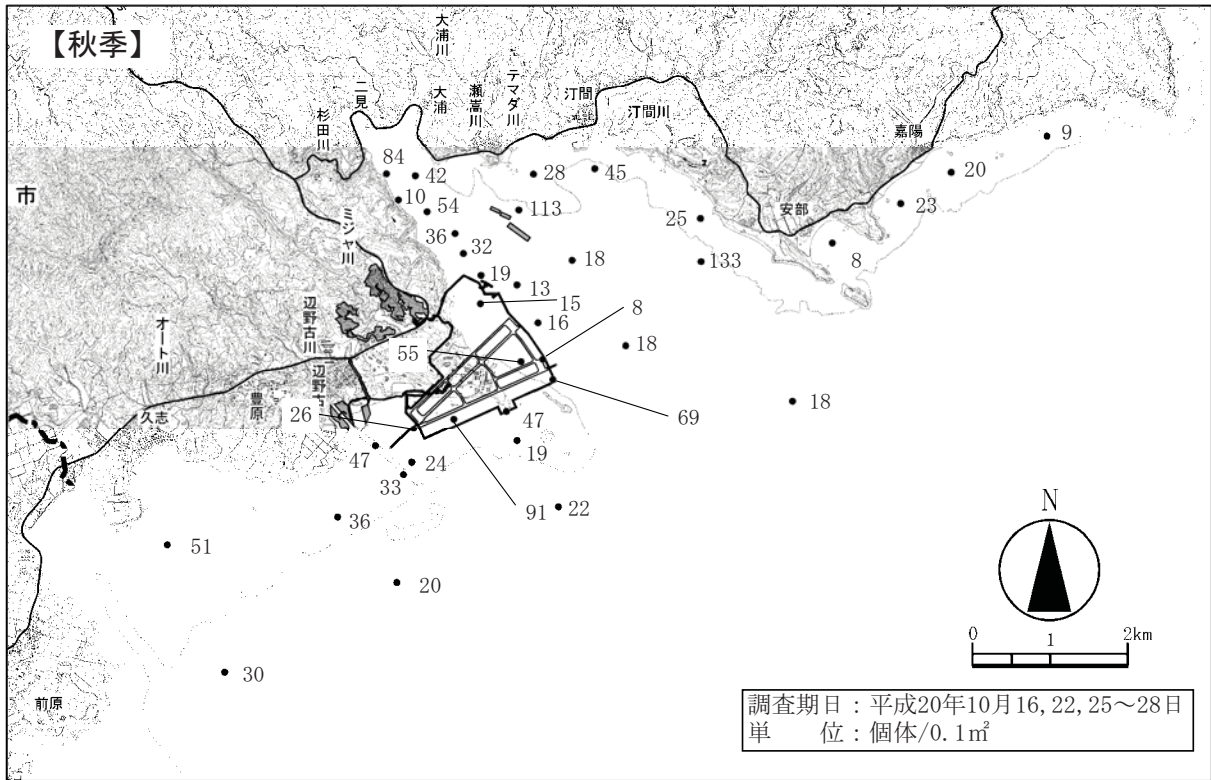 【秋季】
大浦川
テマダ川
瀬嵩川
大浦
二見
杉田川
汀間
汀間川
嘉陽
安部
市
ミジャ川
辺野古川
辺野古
オート川
豊原
久志
前原
9
20
23
8
84
42
28
45
10
54
113
25
36
32
18
133
19
13
15
8
16
18
55
18
69
26
47
47
19
24
33
91
22
36
51
20
30
N
0 1 2km
調査期日：平成20年10月16,22,25～28日
単　　位：個体/0.1㎡